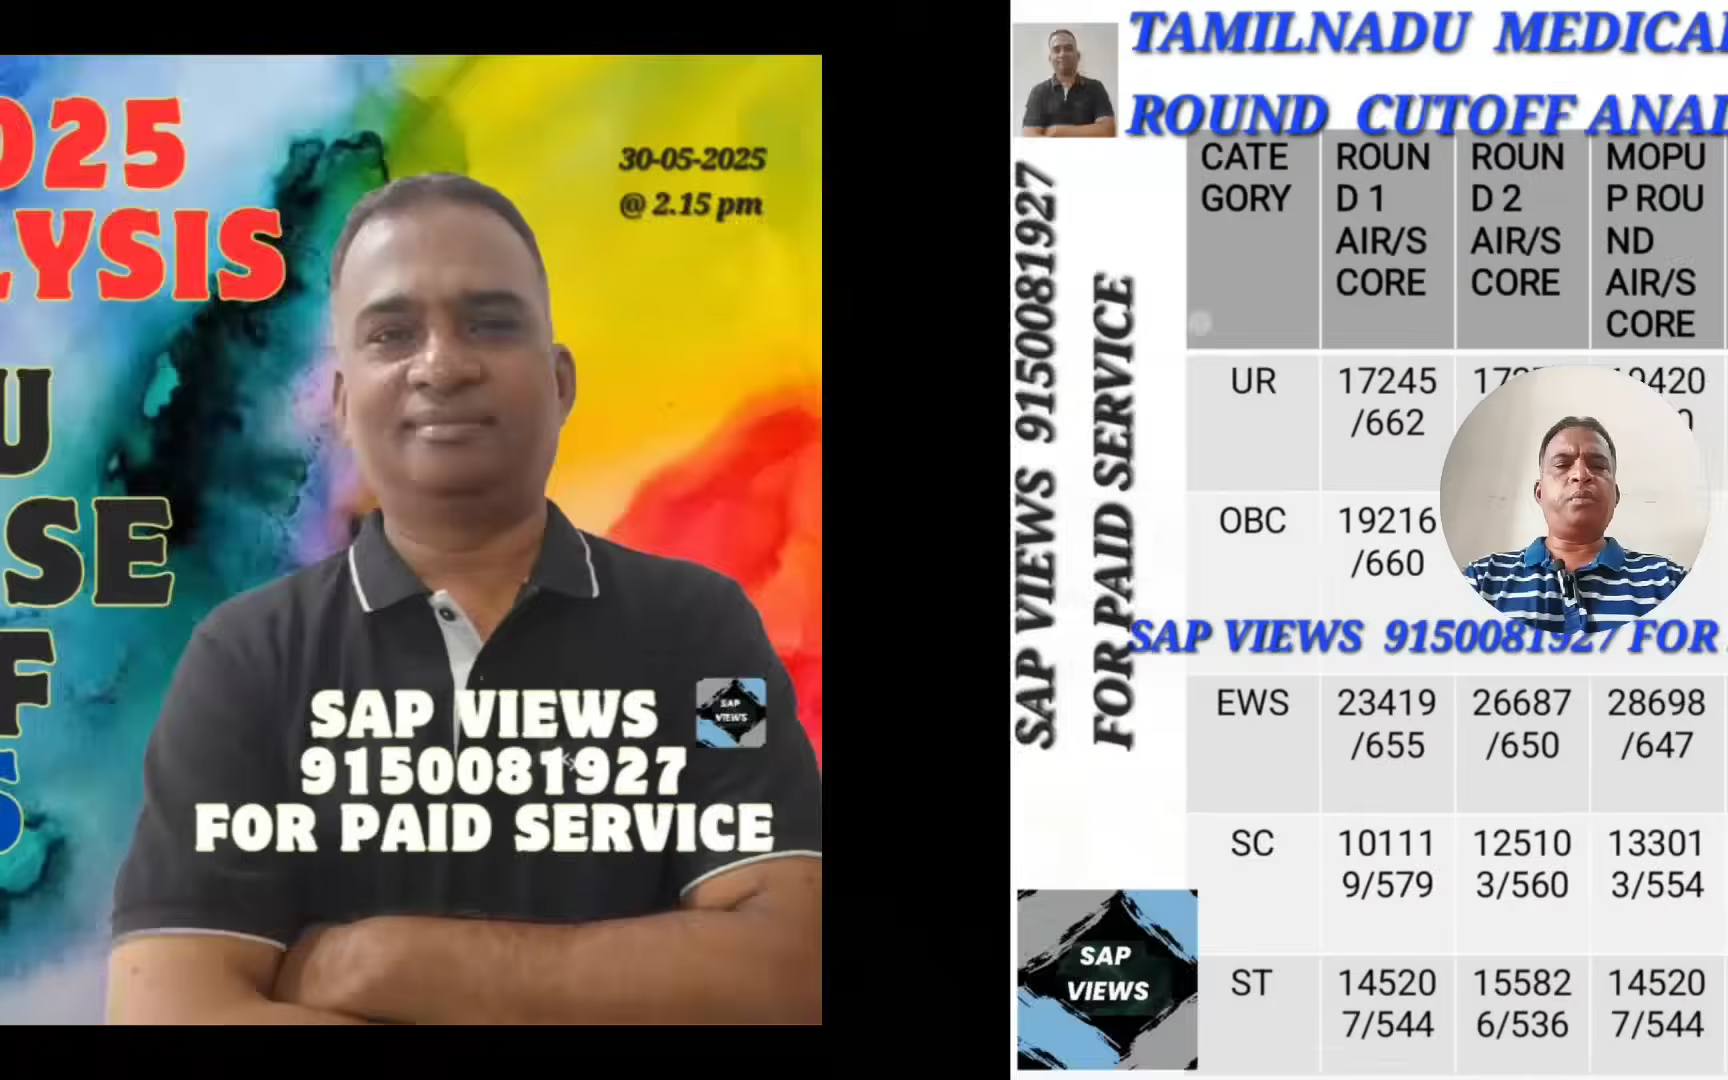 025
LYSIS
U
SE
F
30-05-2025
@ 2.15 pm
SAP VIEWS
9150081927
FOR PAID SERVICE
SAP
VIEWS
TAMILNADU MEDICAL
ROUND CUTOFF ANAL
SAP VIEWS 9150081927
FOR PAID SERVICE
CATE
GORY
ROUN
D 1
AIR/S
CORE
ROUN
D 2
AIR/S
CORE
MOPU
P ROU
ND
AIR/S
CORE
UR
17245
/662
OBC
19216
/660
SAP VIEWS 9150081927 FOR
EWS
23419
/655
26687
/650
28698
/647
SC
10111
9/579
12510
3/560
13301
3/554
ST
14520
7/544
15582
6/536
14520
7/544
SAP
VIEWS